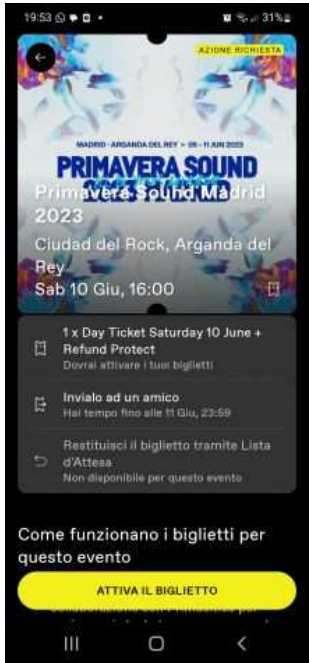 19:53
31%
AZIONE RICHIESTA
MADRID - ARGANDA DEL REY • 05 - 11 JUN 2023
PRIMAVERA SOUND
Primavera Sound Madrid
2023
Ciudad del Rock, Arganda del
Rey
Sab 10 Giu, 16:00
1 x Day Ticket Saturday 10 June +
Refund Protect
Dovrai attivare i tuoi biglietti
Invialo ad un amico
Hai tempo fino alle 11 Giu, 23:59
Restituisci il biglietto tramite Lista
d'Attesa
Non disponibile per questo evento
Come funzionano i biglietti per
questo evento
ATTIVA IL BIGLIETTO